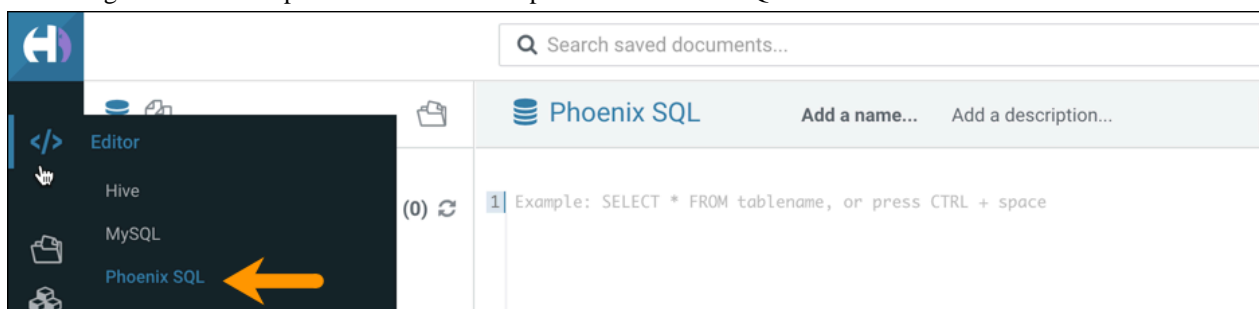 Search saved documents...
Phoenix SQL Add a name... Add a description...
Editor
Hive
(0)
1 Example: SELECT * FROM tablename, or press CTRL + space
MySQL
Phoenix SQL